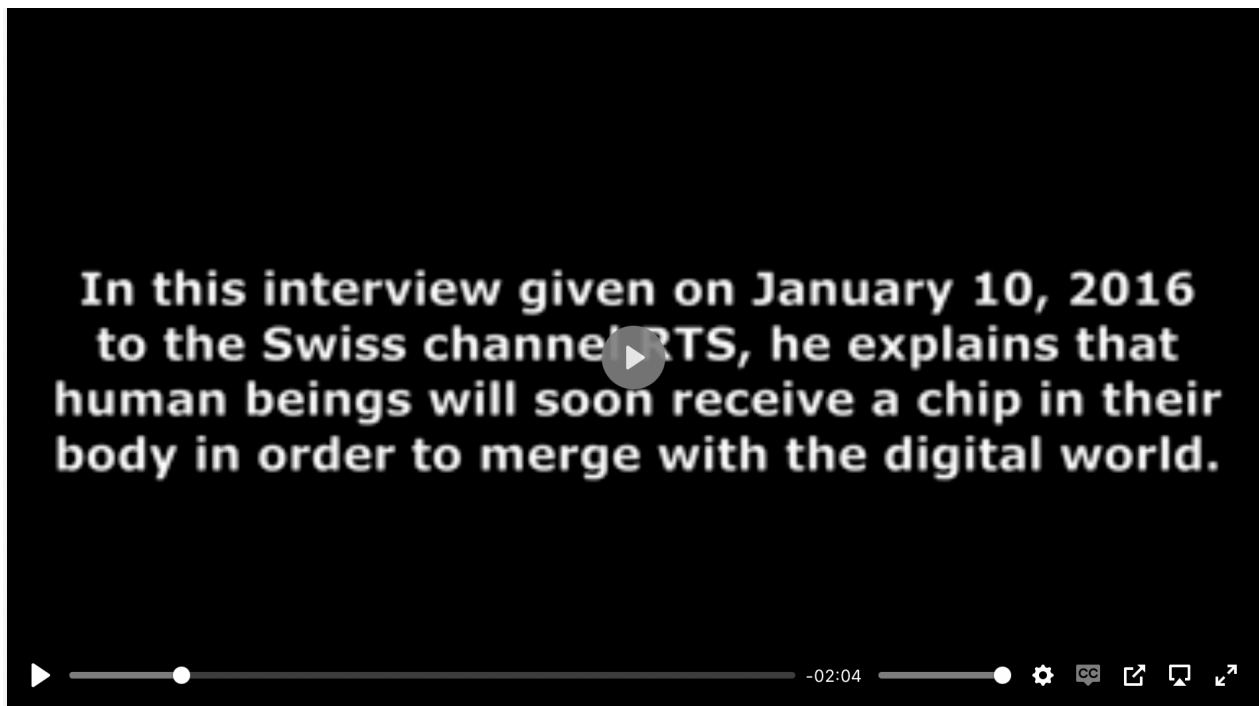 In this interview given on January 10, 2016
to the Swiss channel RTS, he explains that
human beings will soon receive a chip in their
body in order to merge with the digital world.
-02:04
CC